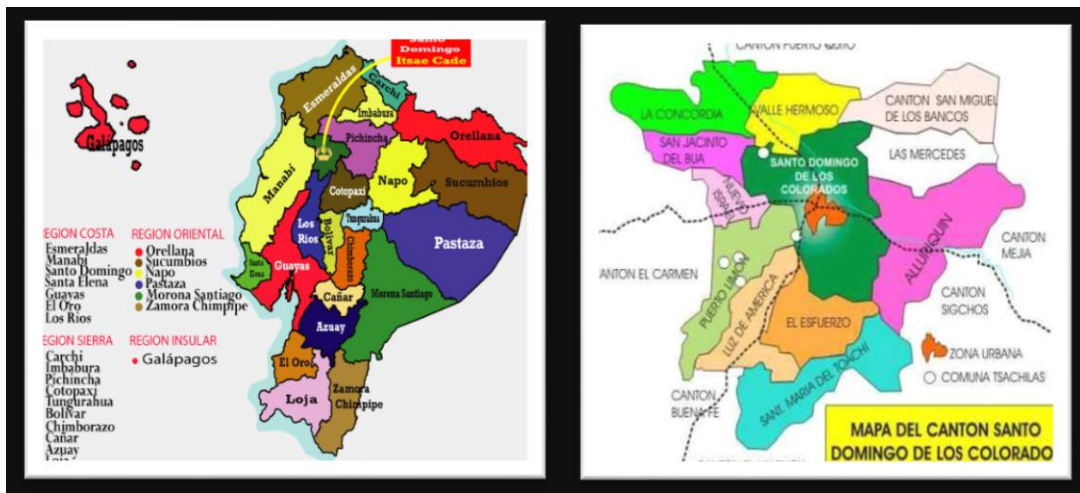 Santo
Domingo
Itsae Cade
Esmeraldas
Carchi
Imbabura
Pichincha
Orellana
Galápagos
Manabí
Cotopaxi
Napo
Sucumbios
Los
Ríos
Bolívar
Tungurahua
Chimborazo
Pastaza
Santa
Elena
Guayas
Morona Santiago
Cañar
Azuay
El Oro
Loja
Zamora
Chimpipe
EGION COSTA
Esmeraldas
Manabí
Santo Domingo
Santa Elena
Guayas
El Oro
Los Ríos
REGION ORIENTAL
Orellana
Sucumbios
Napo
Pastaza
Morona Santiago
Zamora Chimpipe
EGION SIERRA
Carchi
Imbabura
Pichincha
Cotopaxi
Tungurahua
Bolívar
Chimborazo
Cañar
Azuay
REGION INSULAR
Galápagos
CANTON PUERTO QUITO
LA CONCORDIA
VALLE HERMOSO
CANTON SAN MIGUEL
DE LOS BANCOS
SAN JACINTO
DEL BUA
LAS MERCEDES
SANTO DOMINGO
DE LOS
COLORADOS
NUEVO
ISRAEL
ALLURIQUIN
CANTON
MEJIA
ANTON EL CARMEN
PUERTO LIMON
LUZ DE AMERICA
CANTON
SIGCHOS
EL ESFUERZO
ZONA URBANA
COMUNA TSACHILAS
CANTON
BUENA FE
SANT. MARIA DEL TOACHI
MAPA DEL CANTON SANTO
DOMINGO DE LOS COLORADO